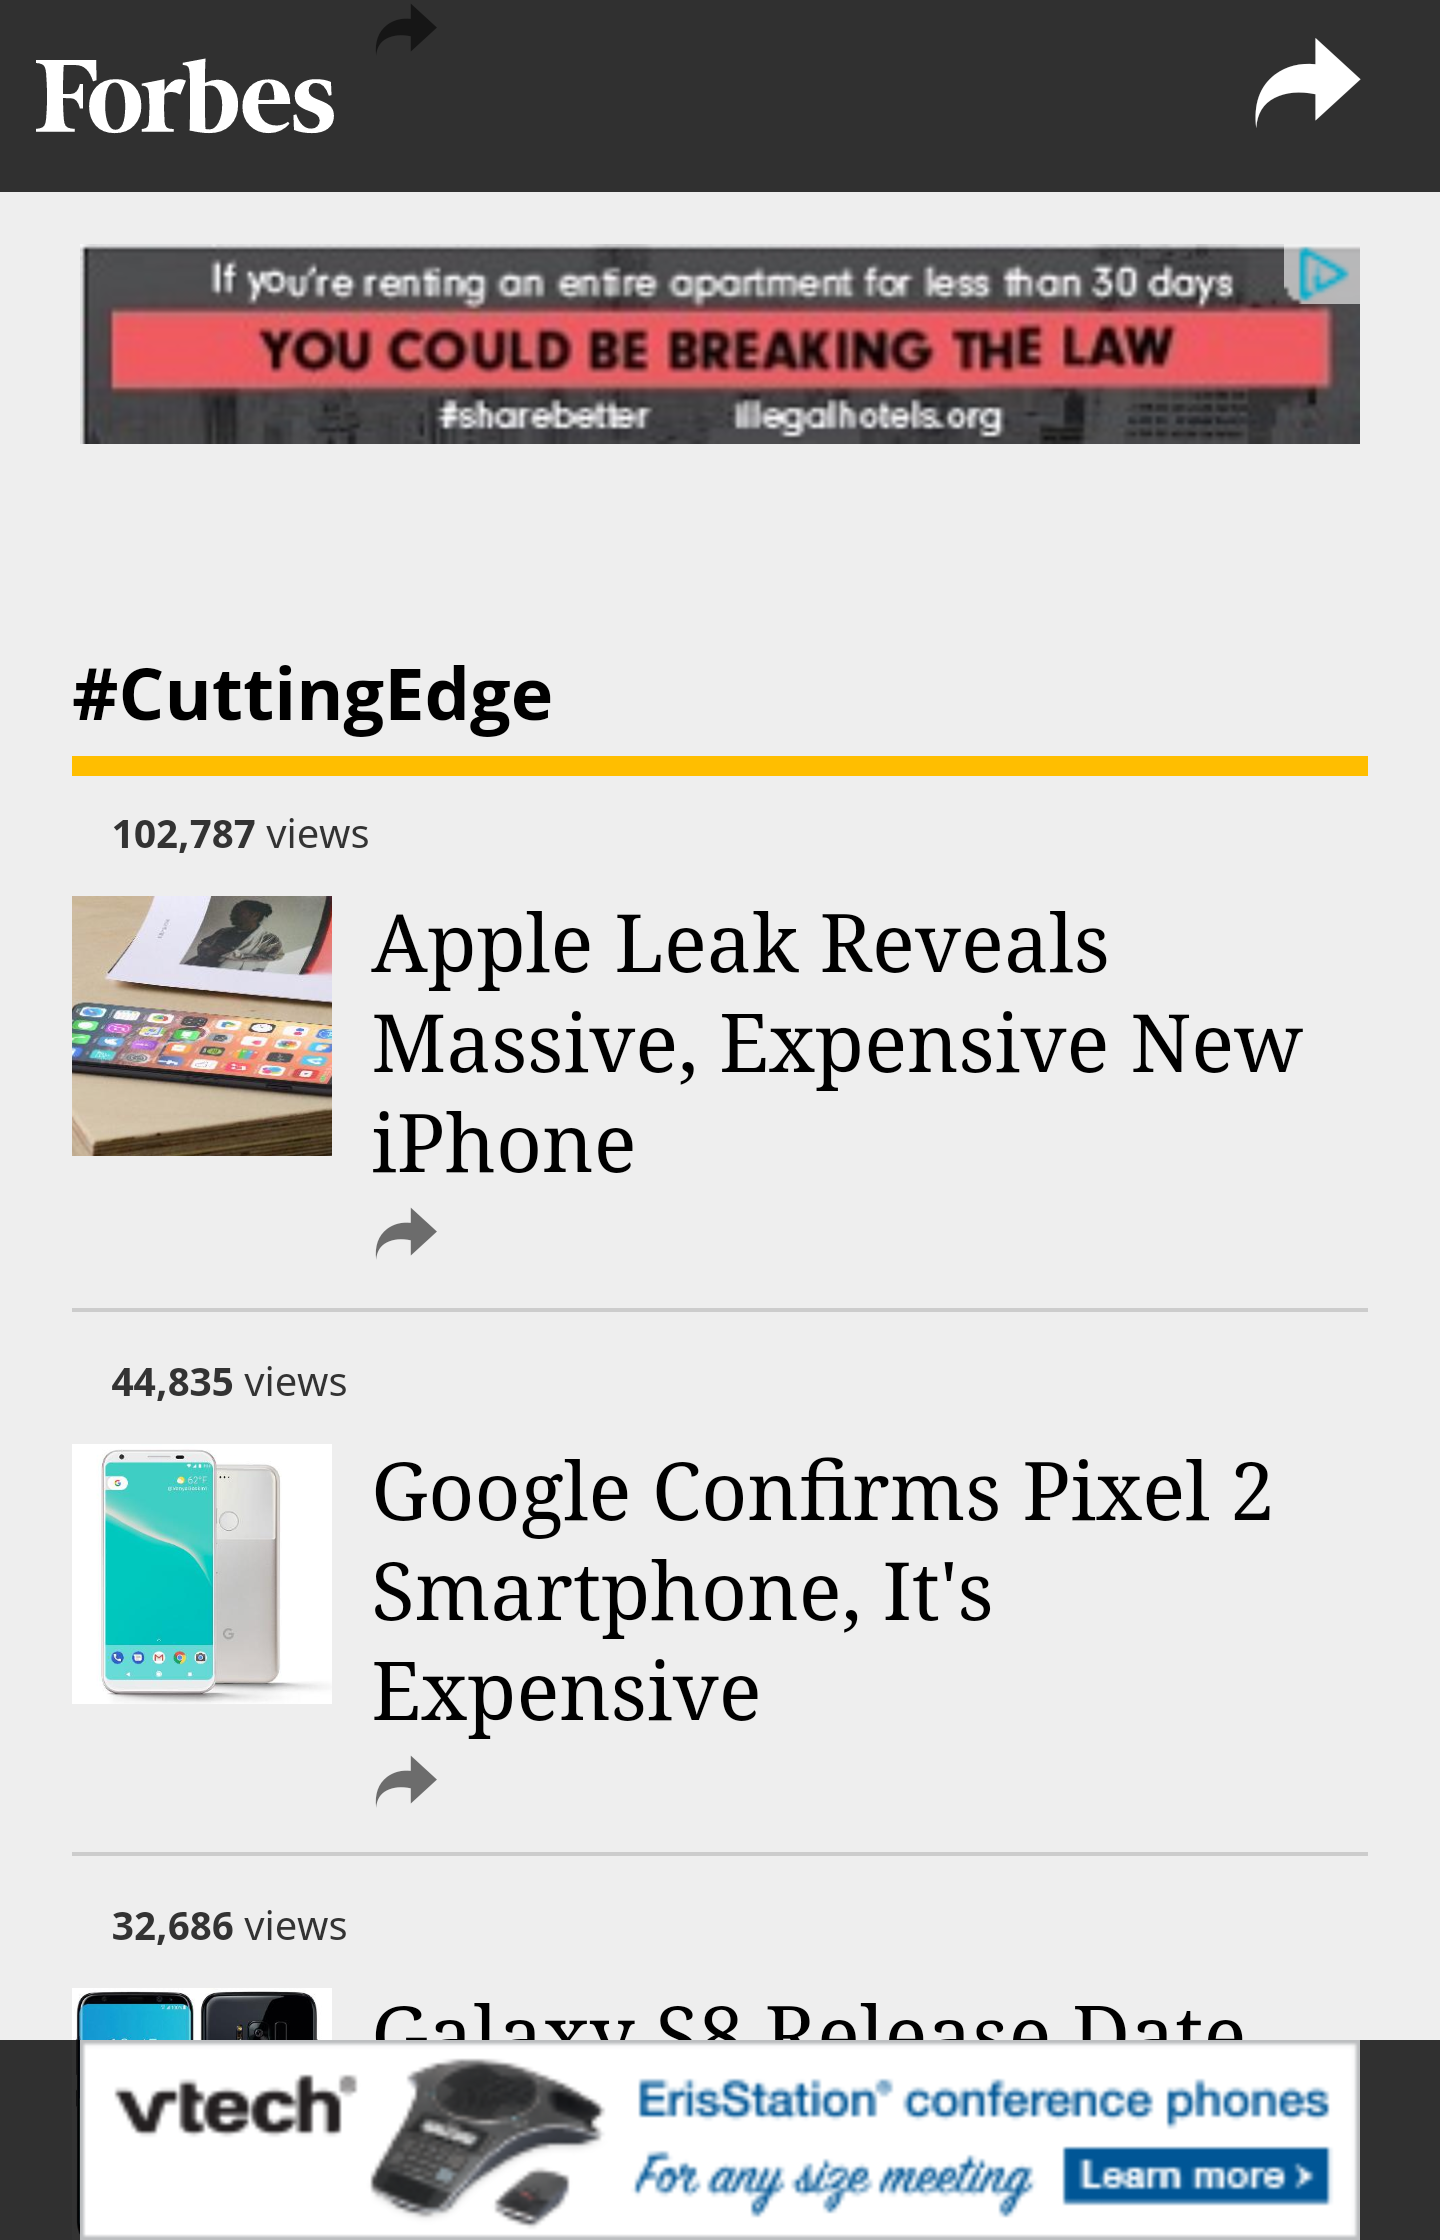 Forbes
If you're renting an entire apartment for less than 30 days
YOU COULD BE BREAKING THE LAW
#sharebetter illegalhotels.org
#CuttingEdge
102,787 views
Apple Leak Reveals
Massive, Expensive New
iPhone
44,835 views
62°F
Google Confirms Pixel 2
Smartphone, It's
Expensive
32,686 views
Galaxy S8 Release Date
vtech®
ErisStation® conference phones
For any size meeting
Learn more >